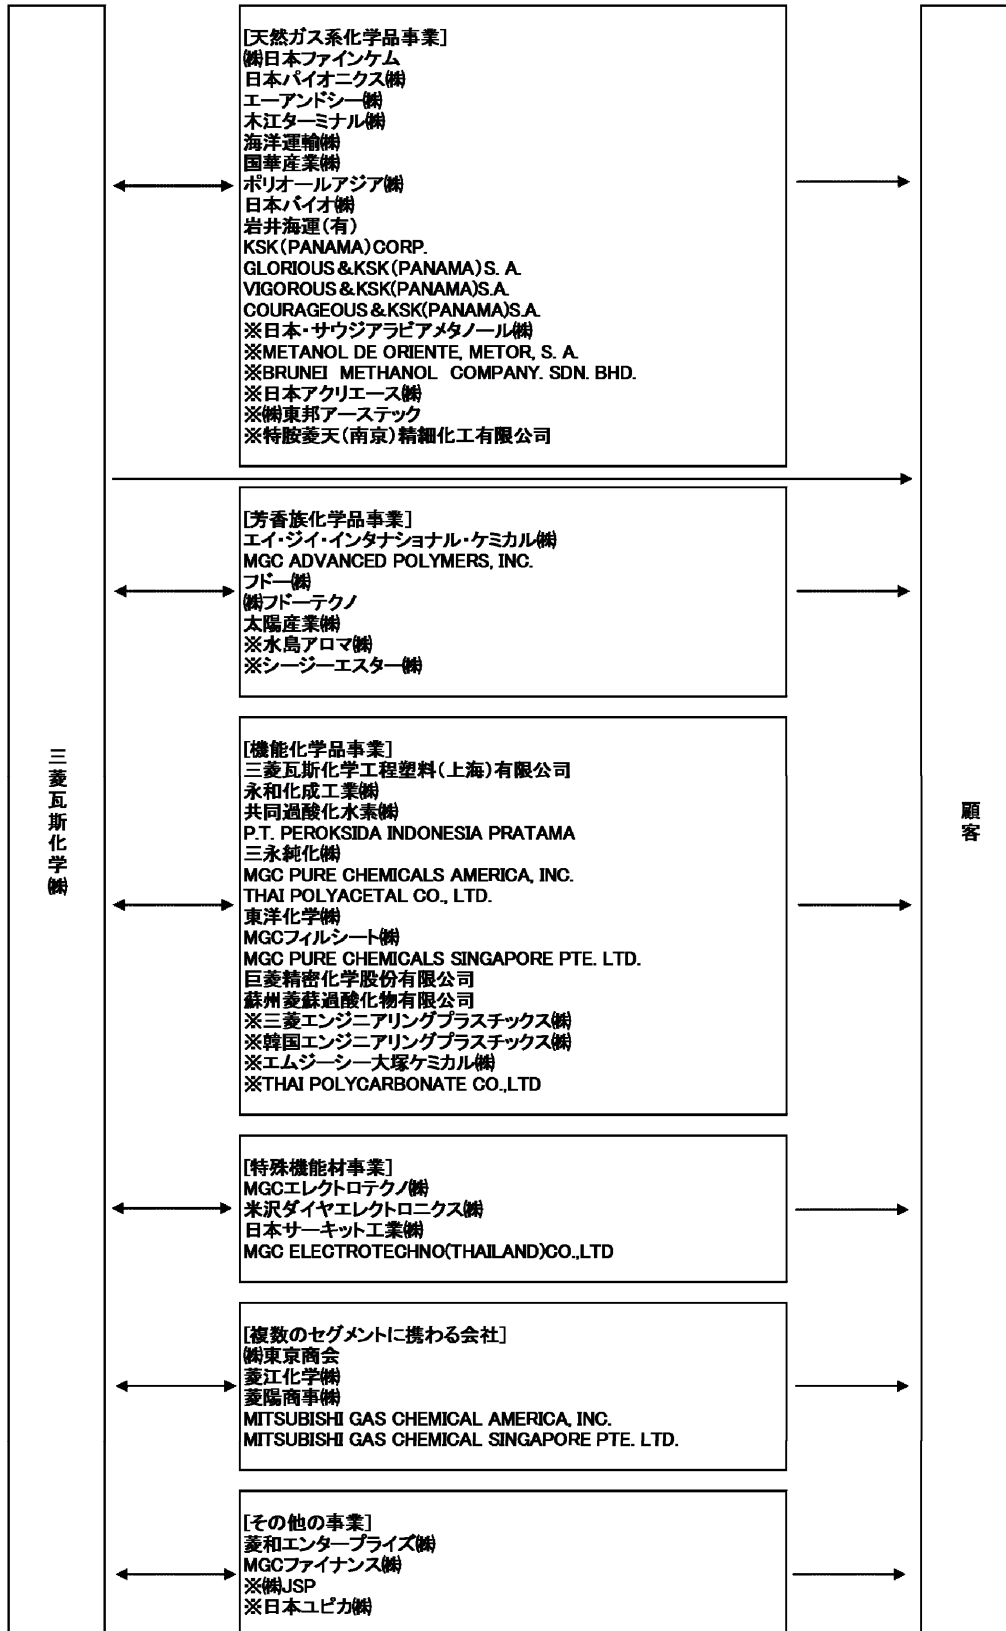 三菱瓦斯化学㈱
[天然ガス系化学品事業]
㈱日本ファインケム
日本パイオニクス㈱
エーアンドシー㈱
木江ターミナル㈱
海洋運輸㈱
国華産業㈱
ポリオールアジア㈱
日本バイオ㈱
岩井海運(有)
KSK(PANAMA)CORP.
GLORIOUS&KSK(PANAMA)S. A.
VIGOROUS&KSK(PANAMA)S.A.
COURAGEOUS&KSK(PANAMA)S.A.
※日本・サウジアラビアメタノール㈱
※METANOL DE ORIENTE, METOR, S. A.
※BRUNEI METHANOL COMPANY. SDN. BHD.
※日本アクリエース㈱
※㈱東邦アーステック
※特胺菱天(南京)精細化工有限公司
[芳香族化学品事業]
エイ・ジイ・インタナショナル・ケミカル㈱
MGC ADVANCED POLYMERS, INC.
フドー㈱
㈱フドーテクノ
太陽産業㈱
※水島アロマ㈱
※シージーエスター㈱
[機能化学品事業]
三菱瓦斯化学工程塑料(上海)有限公司
永和化成工業㈱
共同過酸化水素㈱
P.T. PEROKSIDA INDONESIA PRATAMA
三永純化㈱
MGC PURE CHEMICALS AMERICA, INC.
THAI POLYACETAL CO., LTD.
東洋化学㈱
MGCフィルシート㈱
MGC PURE CHEMICALS SINGAPORE PTE. LTD.
巨菱精密化学股份有限公司
蘇州菱蘇過酸化物有限公司
※三菱エンジニアリングプラスチックス㈱
※韓国エンジニアリングプラスチックス㈱
※エムジーシー大塚ケミカル㈱
※THAI POLYCARBONATE CO.,LTD
[特殊機能材事業]
MGCエレクトロテクノ㈱
米沢ダイヤエレクトロニクス㈱
日本サーキット工業㈱
MGC ELECTROTECHNO(THAILAND)CO.,LTD
[複数のセグメントに携わる会社]
㈱東京商会
菱江化学㈱
菱陽商事㈱
MITSUBISHI GAS CHEMICAL AMERICA, INC.
MITSUBISHI GAS CHEMICAL SINGAPORE PTE. LTD.
[その他の事業]
菱和エンタープライズ㈱
MGCファイナンス㈱
※㈱JSP
※日本ユピカ㈱
顧客